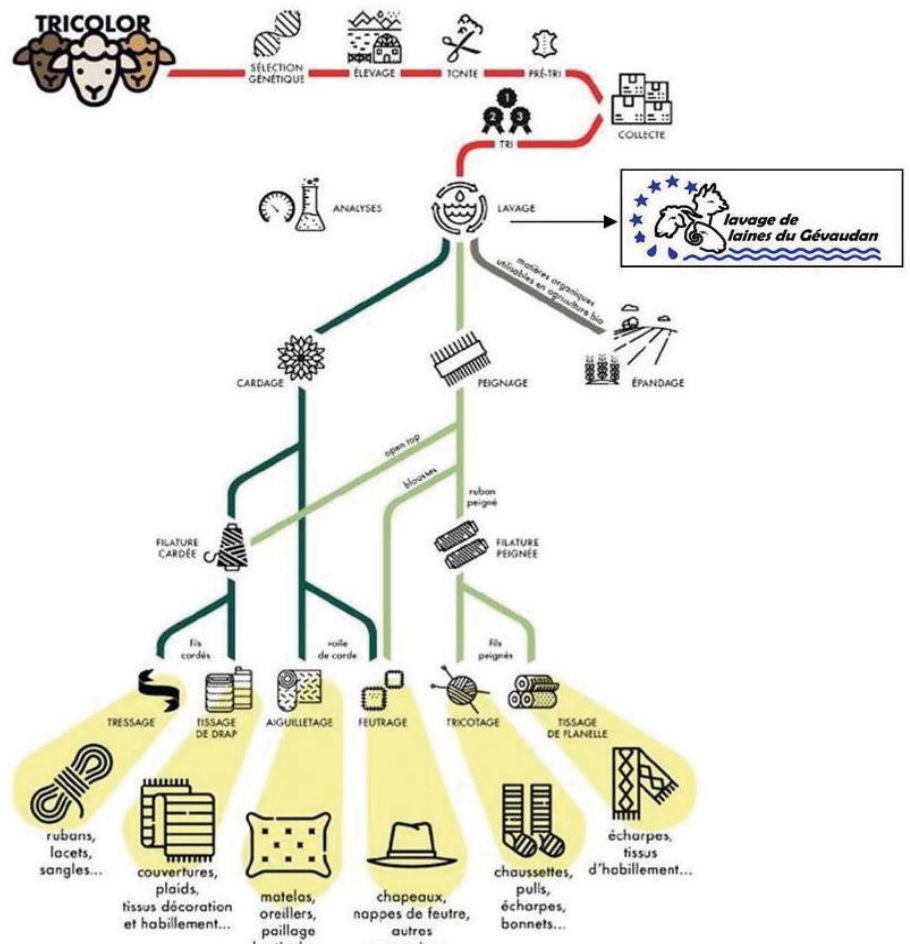 TRICOLOR
SÉLECTION
GÉNÉTIQUE
ÉLEVAGE
TONTE
PRÉ-TRI
1
2 3
TRI
COLLECTE
ANALYSES
LAVAGE
lavage de
laines du Gévaudan
matières organiques
utilisables en agriculture bio
CARDAGE
PEIGNAGE
ÉPANDAGE
open top
blousses
ruban
peigné
FILATURE
CARDÉE
FILATURE
PEIGNÉE
fils
cardés
voile
de carde
fils
peignés
TRESSAGE
TISSAGE
DE DRAP
AIGUILLETAGE
FEUTRAGE
TRICOTAGE
TISSAGE
DE FLANELLE
rubans,
lacets,
sangles...
couvertures,
plaids,
tissus décoration
et habillement...
matelas,
oreillers,
paillage
chapeaux,
nappes de feutre,
autres
chaussettes,
pulls,
écharpes,
bonnets...
écharpes,
tissus
d'habillement...